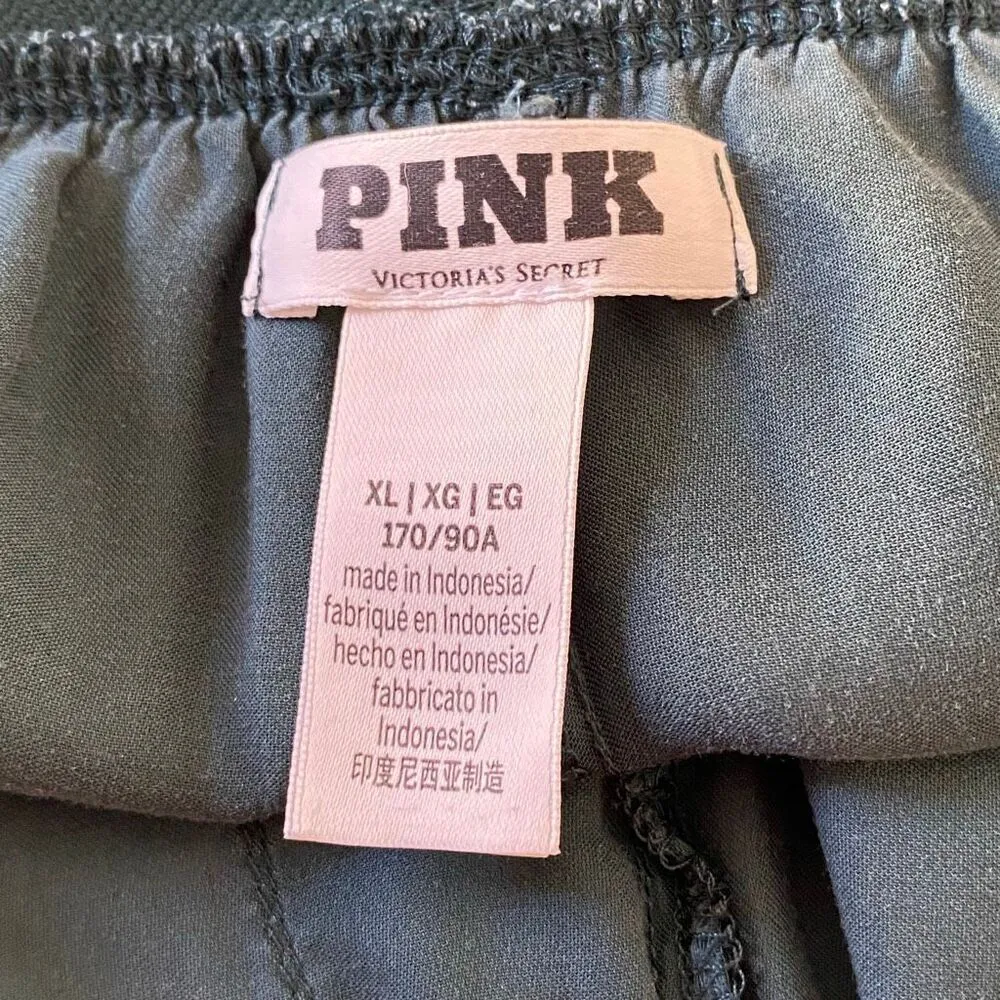 PINK
VICTORIA'S SECRET
XL | XG | EG
170/90A
made in Indonesia/
fabriqué en Indonésie/
hecho en Indonesia/
fabbricato in
Indonesia/
印度尼西亚制造